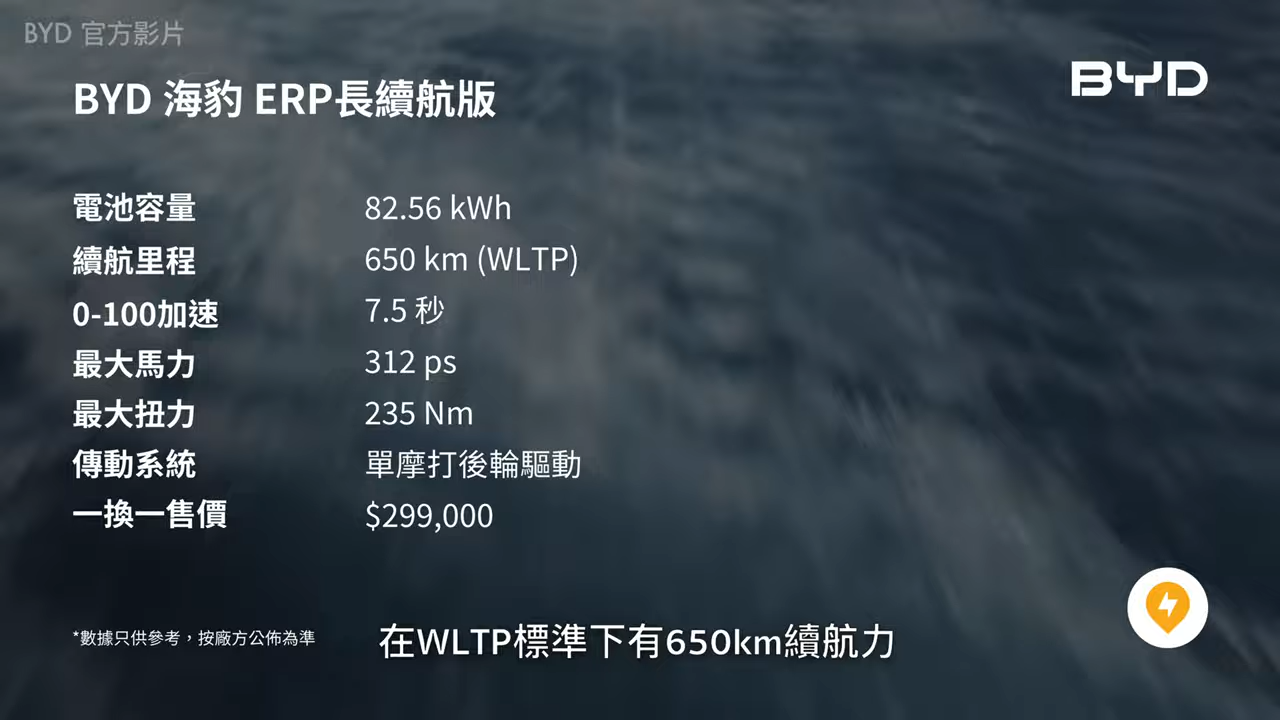 BYD 官方影片
BYD
BYD 海豹 ERP長續航版
電池容量 82.56 kWh
續航里程 650 km (WLTP)
0-100加速 7.5 秒
最大馬力 312 ps
最大扭力 235 Nm
傳動系統 單摩打後輪驅動
一換一售價 $299,000
*數據只供參考，按廠方公佈為準
在WLTP標準下有650km續航力